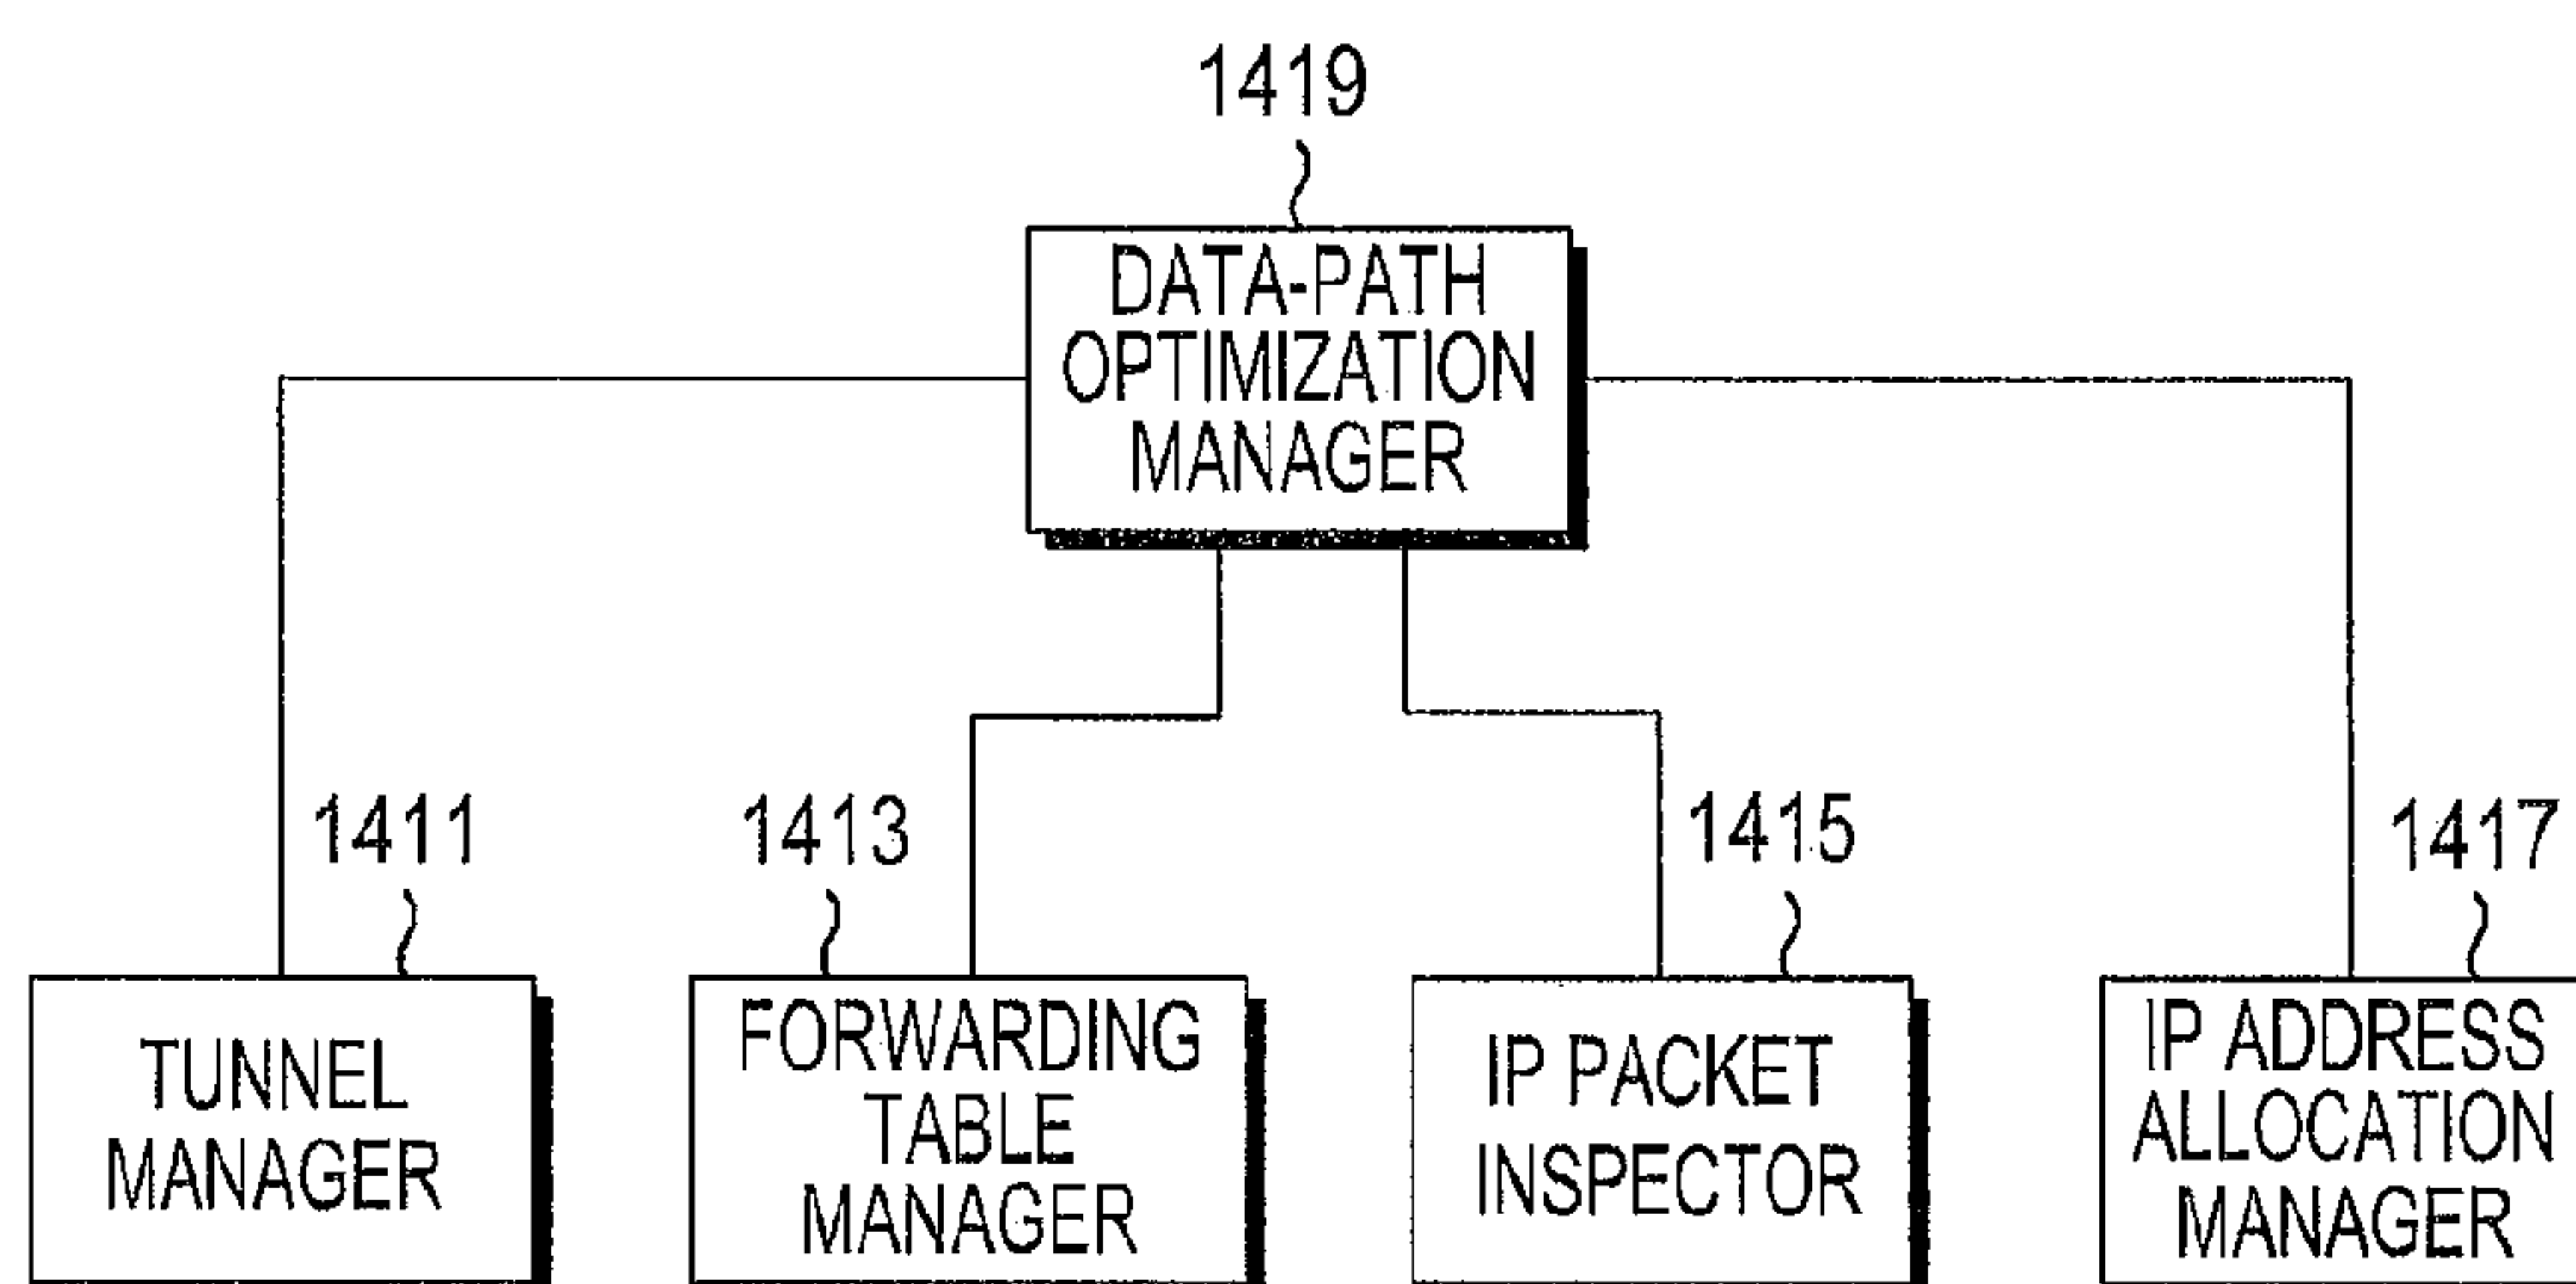 1419
DATA-PATH
OPTIMIZATION
MANAGER
1411
1413
1415
1417
TUNNEL
MANAGER
FORWARDING
TABLE
MANAGER
IP PACKET
INSPECTOR
IP ADDRESS
ALLOCATION
MANAGER